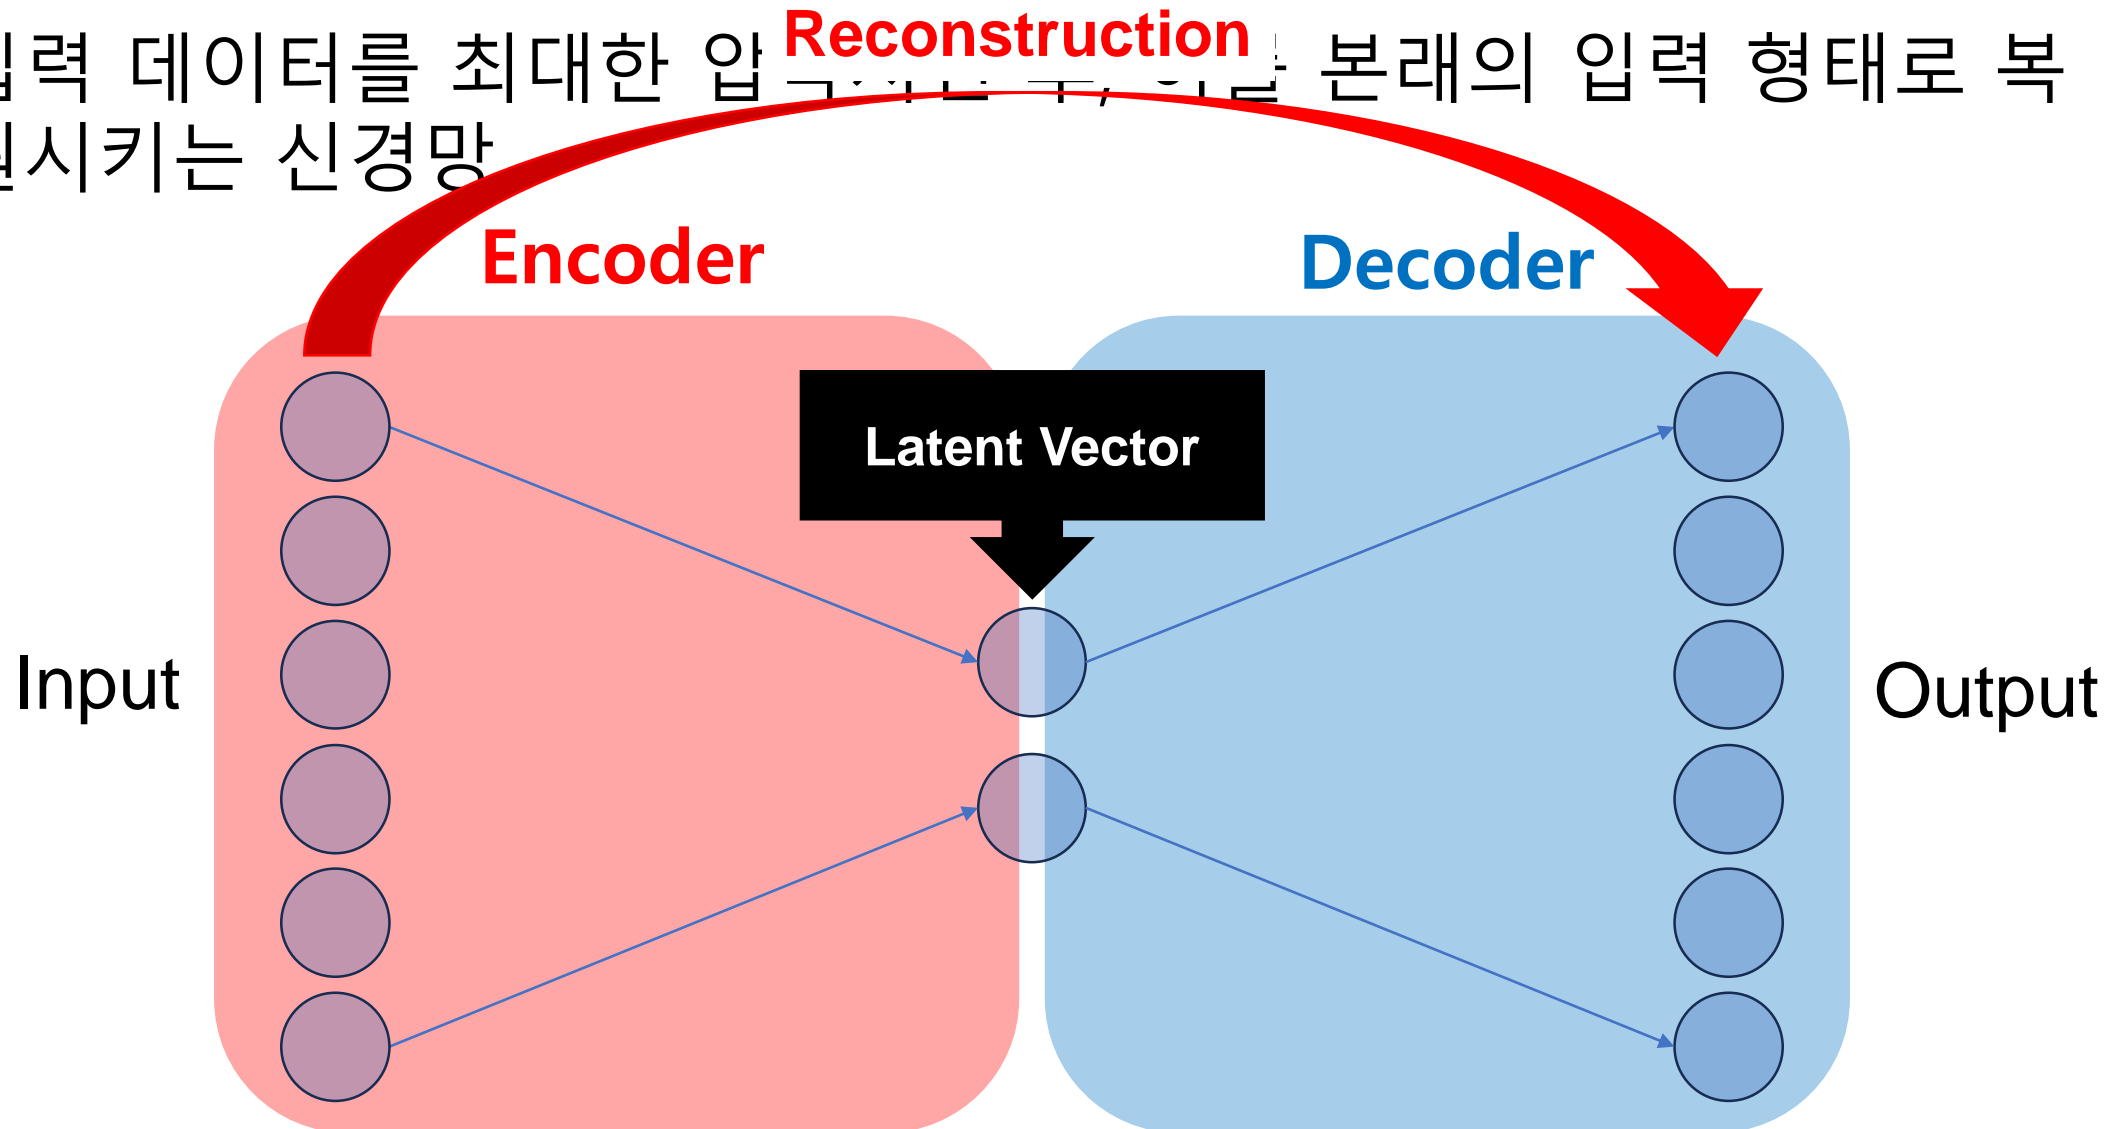 Reconstruction
입력 데이터를 최대한 본래의 입력 형태로 복
원시키는 신경망
Encoder
Decoder
Latent Vector
Input
Output